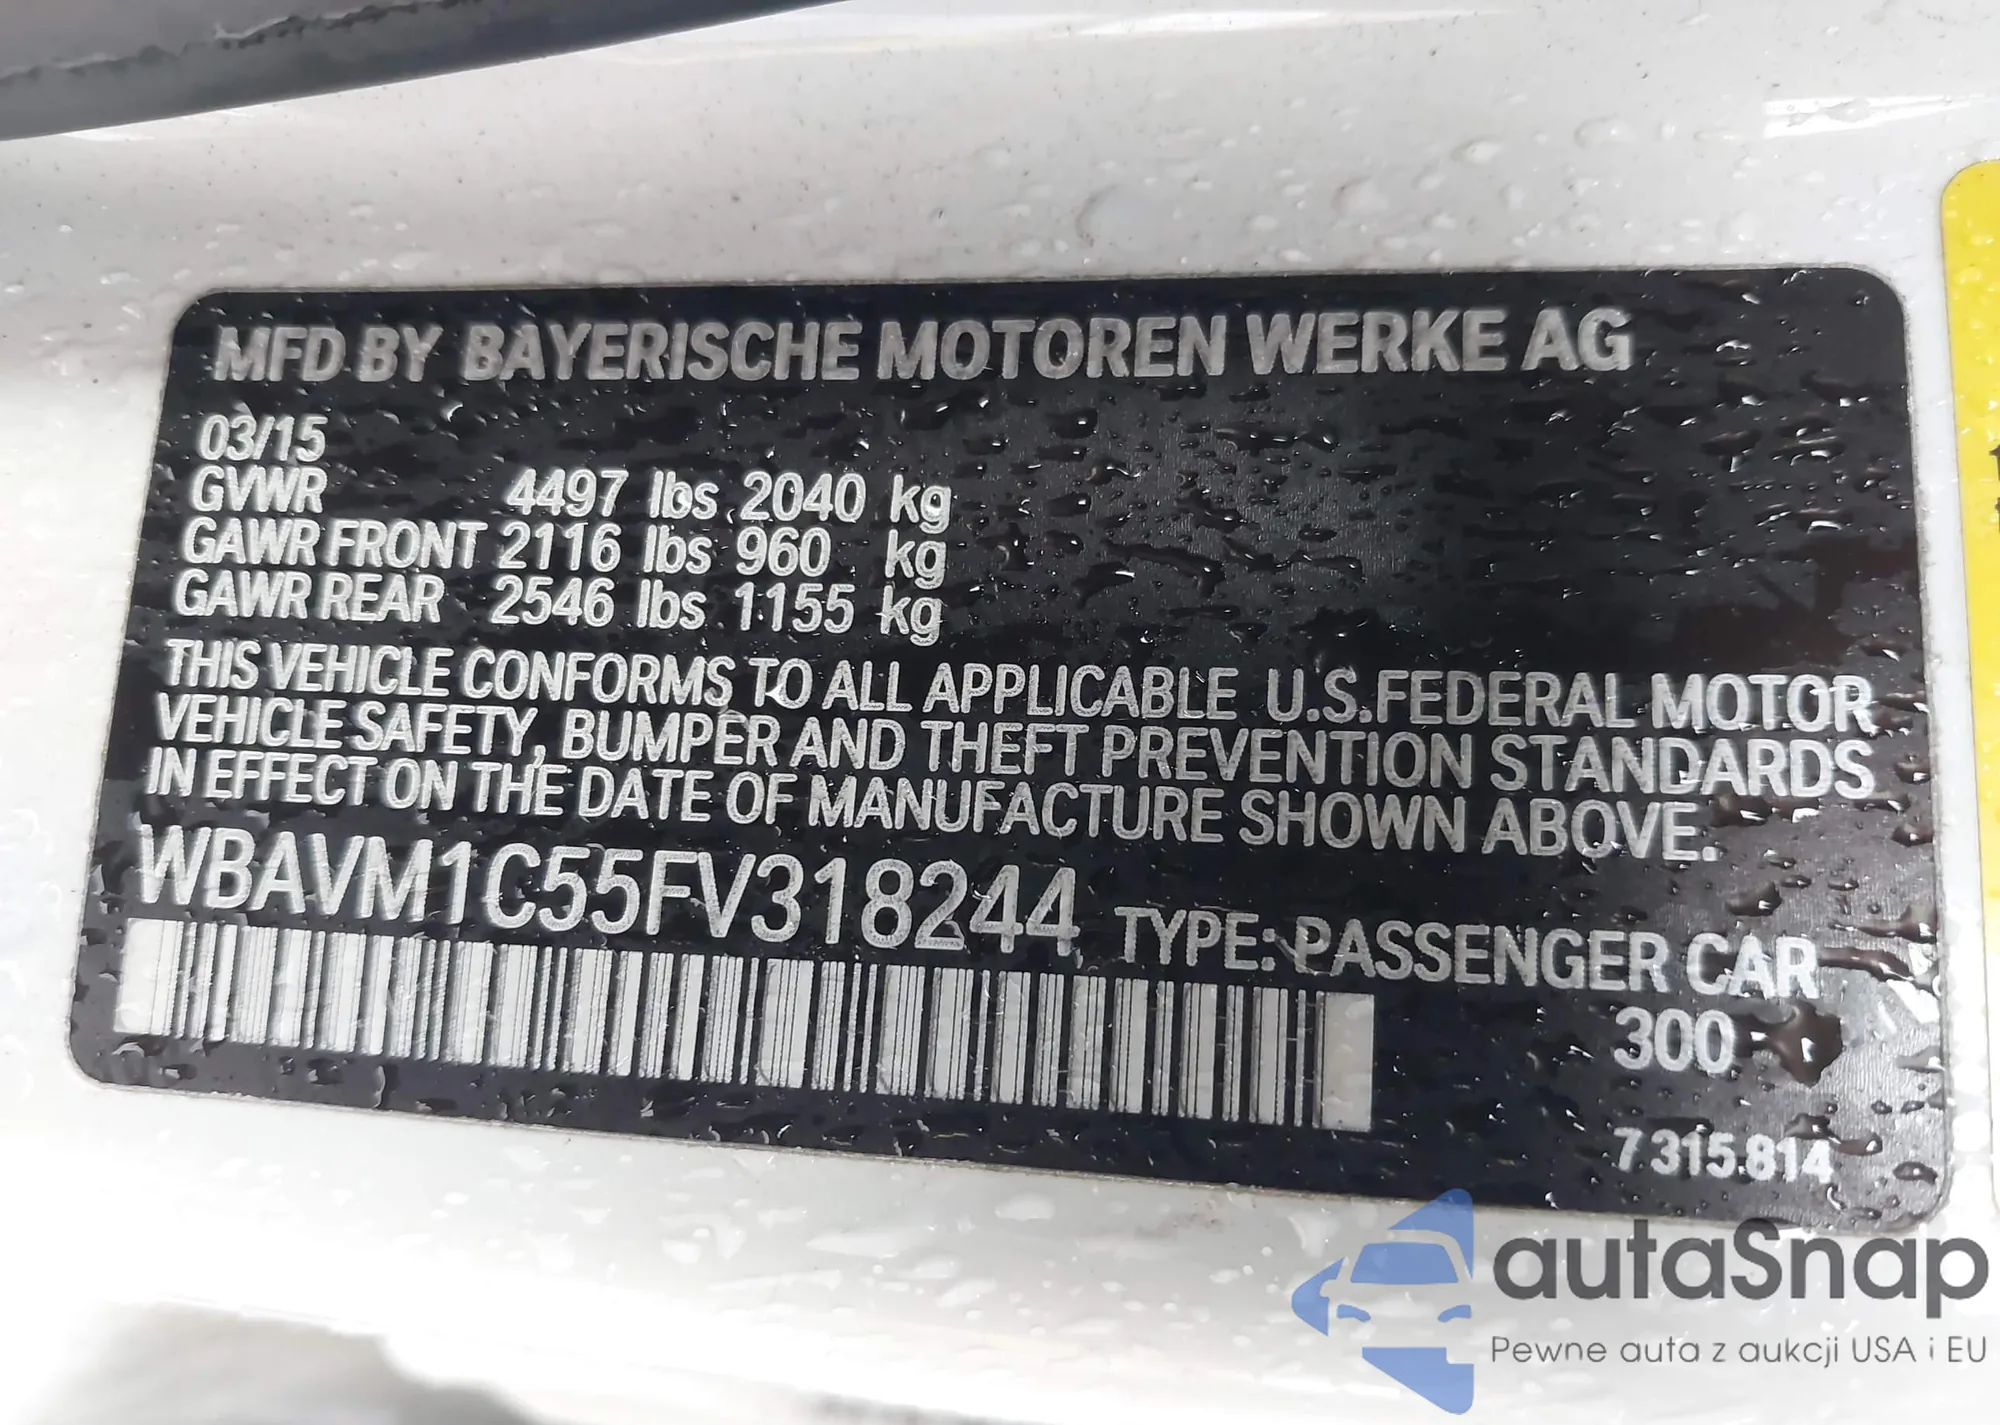 MFD BY BAYERISCHE MOTOREN WERKE AG
03/15
GVWR 4497 lbs 2040 kg
GAWR FRONT 2116 lbs 960 kg
GAWR REAR 2546 lbs 1155 kg
THIS VEHICLE CONFORMS TO ALL APPLICABLE U.S.FEDERAL MOTOR
VEHICLE SAFETY, BUMPER AND THEFT PREVENTION STANDARDS
IN EFFECT ON THE DATE OF MANUFACTURE SHOWN ABOVE.
WBAVM1C55FV318244 TYPE: PASSENGER CAR
300
7 315.814
autaSnap
Pewne auta z aukcji USA i EU